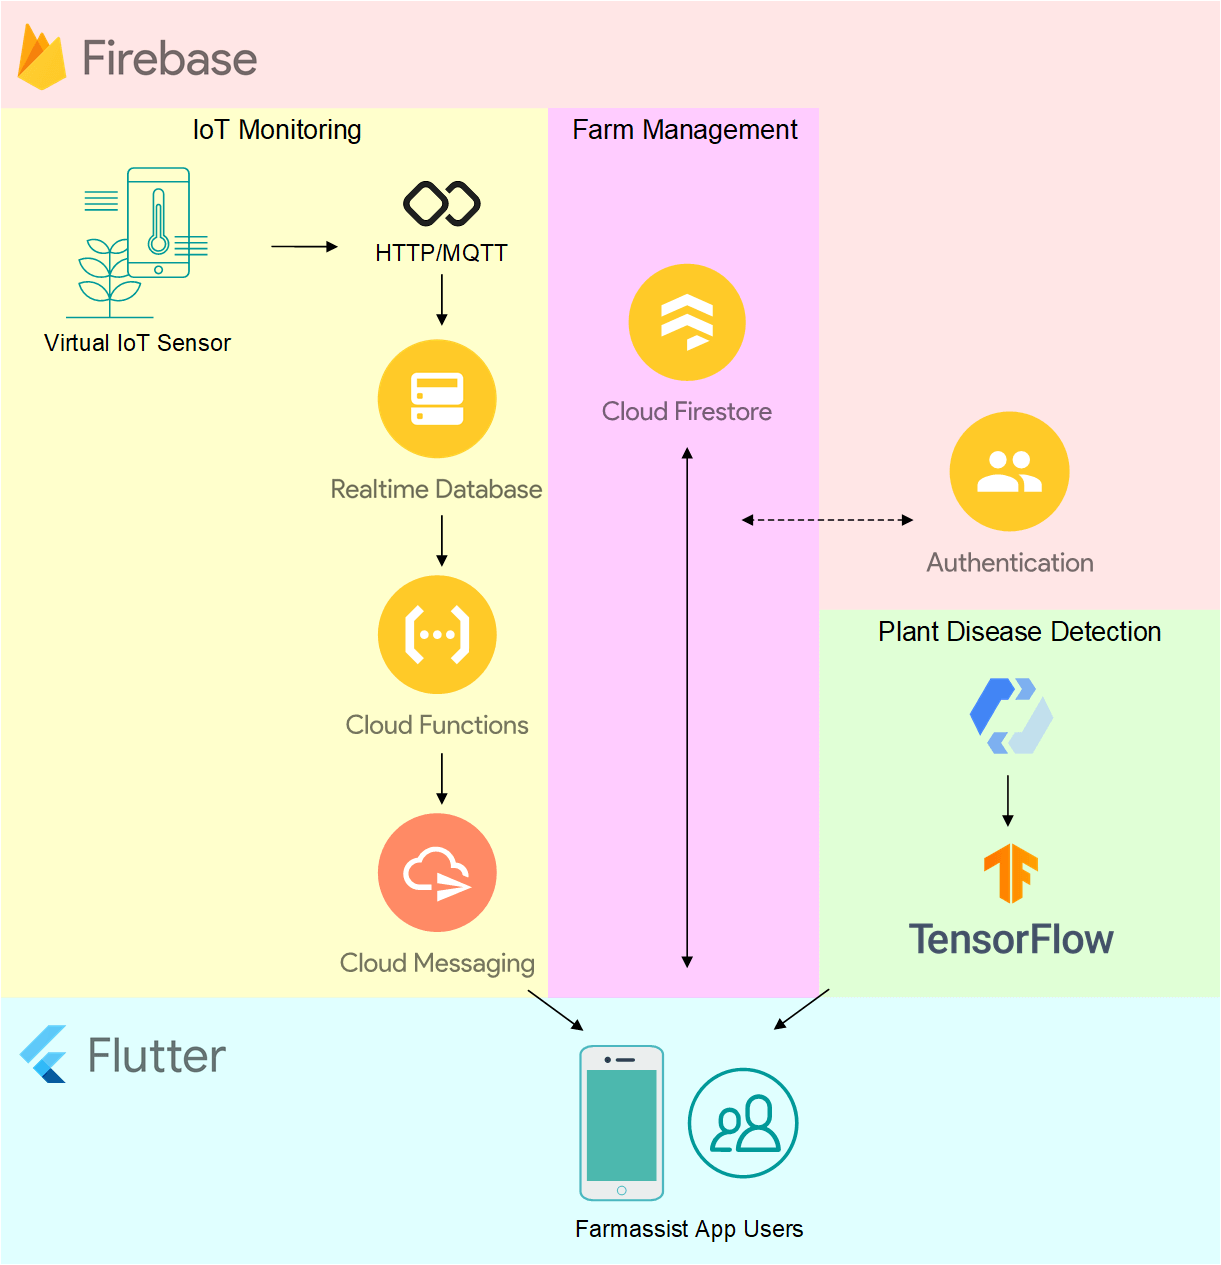 Firebase
IoT Monitoring
Farm Management
HTTP/MQTT
Virtual IoT Sensor
Cloud Firestore
Realtime Database
Authentication
Plant Disease Detection
Cloud Functions
TensorFlow
Cloud Messaging
Flutter
Farmassist App Users